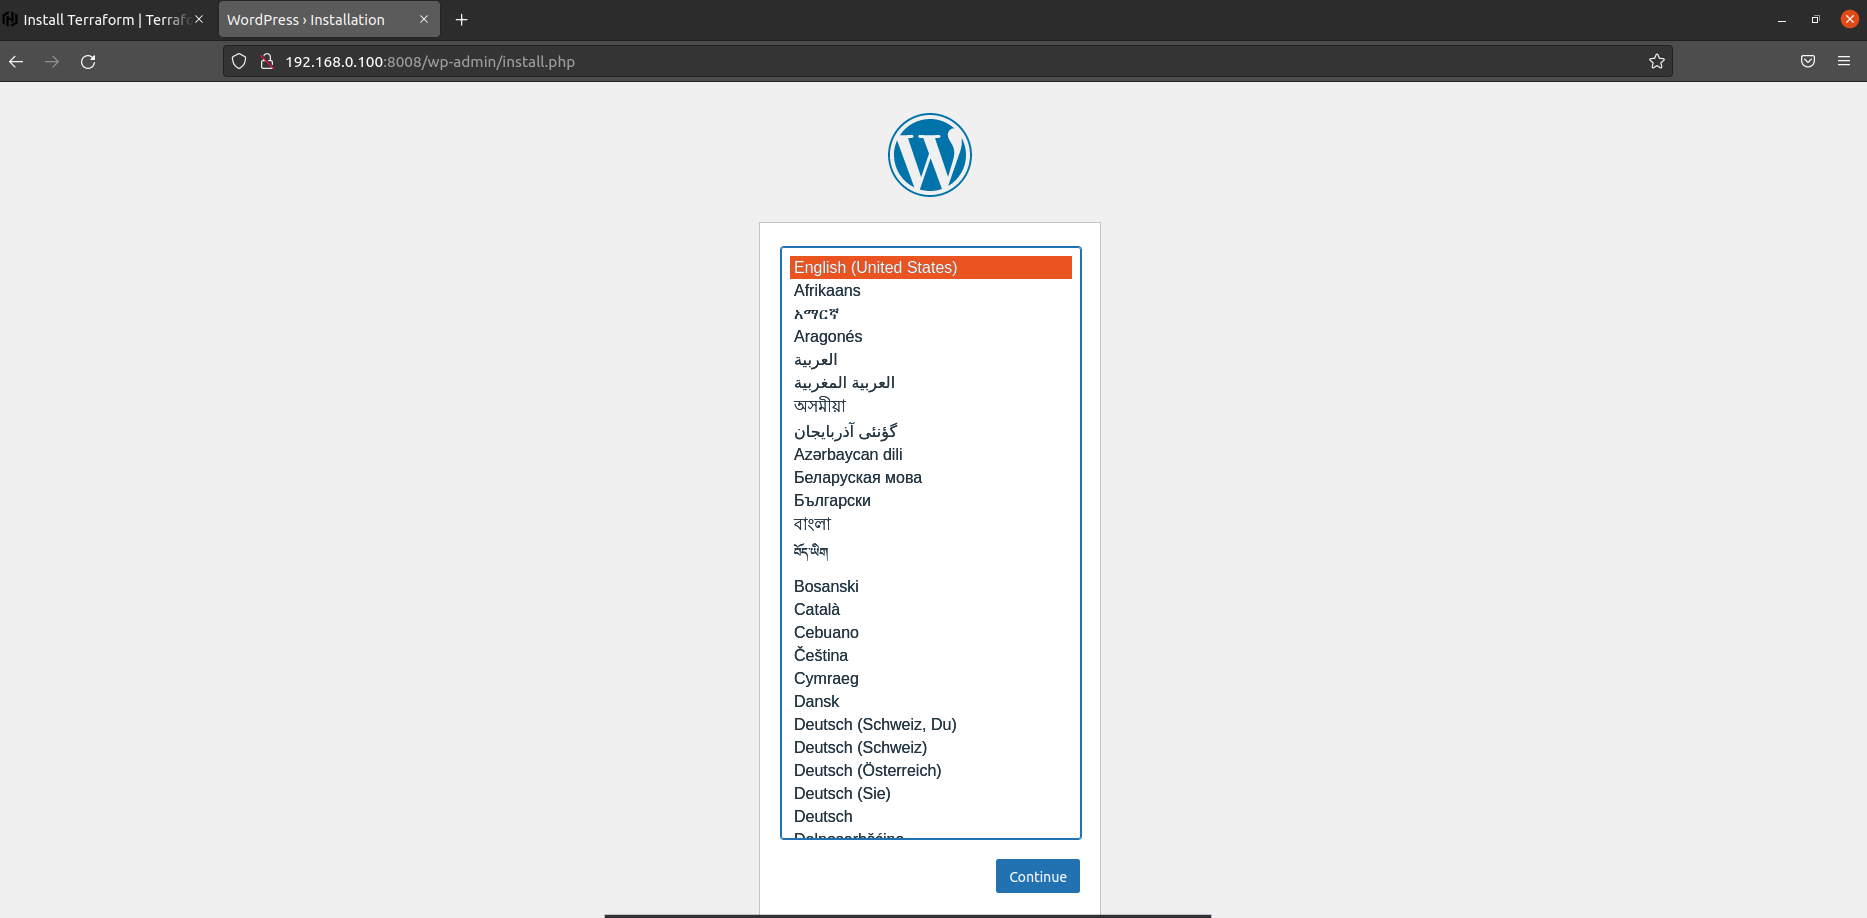 Install Terraform | Terraf
WordPress › Installation
192.168.0.100:8008/wp-admin/install.php
English (United States)
Afrikaans
አማርኛ
Aragonés
العربية
العربية المغربية
অসমীয়া
گؤنئی آذربایجان
Azərbaycan dili
Беларуская мова
Български
বাংলা
བོད་ཡིག
Bosanski
Català
Cebuano
Čeština
Cymraeg
Dansk
Deutsch (Schweiz, Du)
Deutsch (Schweiz)
Deutsch (Österreich)
Deutsch (Sie)
Deutsch
Continue